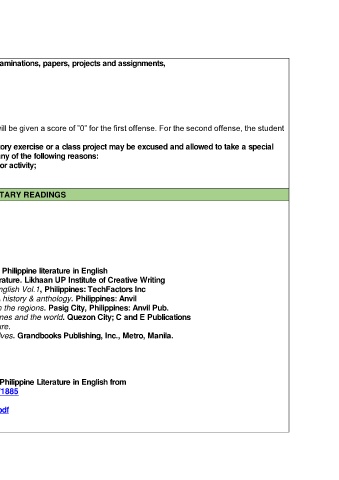 aminations, papers, projects and assignments,
ill be given a score of "0" for the first offense. For the second offense, the student
tory exercise or a class project may be excused and allowed to take a special
ny of the following reasons:
or activity;
TARY READINGS
Philippine literature in English
rature. Likhaan UP Institute of Creative Writing
nglish Vol.1, Philippines: TechFactors Inc
history & anthology. Philippines: Anvil
n the regions. Pasig City, Philippines: Anvil Pub.
nes and the world. Quezon City; C and E Publications
ure.
lves. Grandbooks Publishing, Inc., Metro, Manila.
Philippine Literature in English from
/1885
pdf